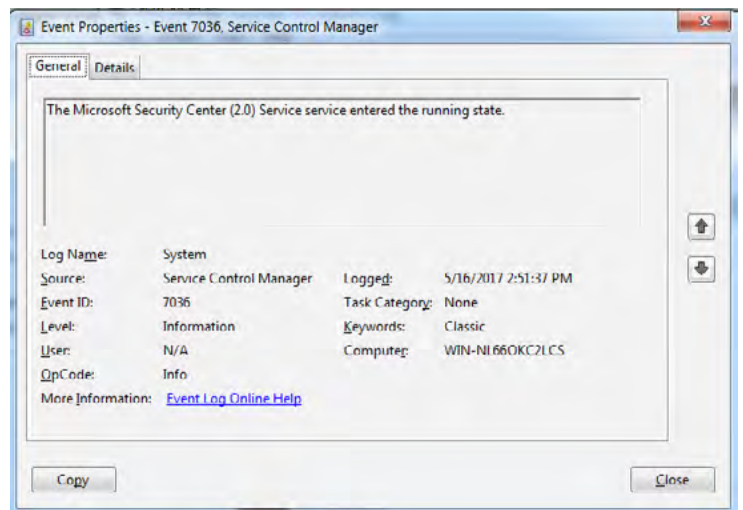 Event Properties - Event 7036, Service Control Manager
General Details
The Microsoft Security Center (2.0) Service service entered the running state.
Log Name: System
Source: Service Control Manager Logged: 5/16/2017 2:51:37 PM
Event ID: 7036 Task Category: None
Level: Information Keywords: Classic
User: N/A Computer: WIN-NL66OKC2LCS
OpCode: Info
More Information: Event Log Online Help
Copy Close